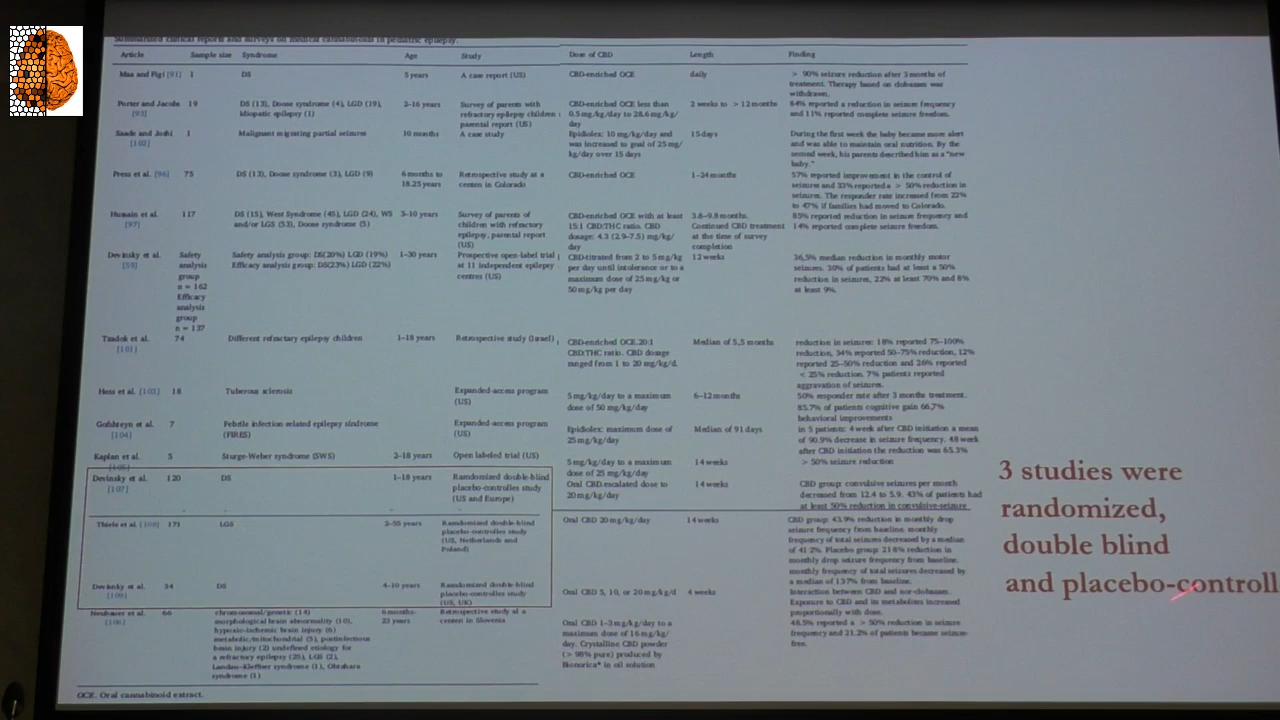 Summarized clinical reports and surveys on medical cannabinoids in pediatric epilepsy.
Article Sample size Syndrome Age Study Dose of CBD Length Finding
Maa and Figi [91] 1 DS 5 years A case report (US) CBD-enriched OCE daily > 90% seizure reduction after 3 months of
treatment. Therapy based on clobazam was
withdrawn.
Porter and Jacobs 19 DS (13), Doose syndrome (4), LGD (19), 2–16 years Survey of parents with CBD-enriched OCE less than 2 weeks to > 12 months 84% reported a reduction in seizure frequency
[93] Idiopatic epilepsy (1) refractory epilepsy children 0.5 mg/kg/day to 28.6 mg/kg/ and 11% reported complete seizure freedom.
parental report (US) day
Saade and Joshi 1 Malignant migrating partial seizures 10 months A case study Epidiolex: 10 mg/kg/day and 15 days During the first week the baby became more alert
[102] was increased to goal of 25 mg/ and was able to maintain oral nutrition. By the
kg/day over 15 days second week, his parents described him as a "new
baby."
Press et al. [96] 75 DS (13), Doose syndrome (3), LGD (9) 6 months to Retrospective study at a CBD-enriched OCE 1–24 months 57% reported improvement in the control of
18.25 years centen in Colorado seizures and 33% reported a > 50% reduction in
seizures. The responder rate increased from 22%
to 47% if families had moved to Colorado.
Hussain et al. 117 DS (15), West Syndrome (45), LGD (24), WS 3–10 years Survey of parents of CBD-enriched OCE with at least 3.8–9.8 months. 85% reported reduction in seizure frequency and
[97] and/or LGS (53), Doose syndrome (5) children with refractory 15:1 CBD:THC ratio. CBD Continued CBD treatment 14% reported complete seizure freedom.
epilepsy, parental report dosage: 4.3 (2.9–7.5) mg/kg/ at the time of survey
(US) day completion
Devinsky et al. Safety Safety analysis group: DS(20%) LGD (19%) 1–30 years Prospective open-label trial CBD-titrated from 2 to 5 mg/kg 12 weeks 36,5% median reduction in monthly motor
[59] analysis Efficacy analysis group: DS(23%) LGD (22%) at 11 independent epilepsy per day until intolerance or to a seizures. 30% of patients had at least a 50%
group centres (US) maximum dose of 25 mg/kg or reduction in seizures, 22% at least 70% and 8%
n = 162 50 mg/kg per day at least 9%.
Efficacy
analysis
group
n = 137
Tzadok et al. 74 Different refractory epilepsy children 1–18 years Retrospective study (Israel) CBD-enriched OCE.20:1 Median of 5,5 months reduction in seizures: 18% reported 75–100%
[101] CBD:THC ratio. CBD dosage reduction, 34% reported 50–75% reduction, 12%
ranged from 1 to 20 mg/kg/d. reported 25–50% reduction and 26% reported
< 25% reduction. 7% patients reported
aggravation of seizures.
Hess et al. [103] 18 Tuberous sclerosis Expanded-access program 5 mg/kg/day to a maximum 6–12 months 50% responder rate after 3 months treatment.
(US) dose of 50 mg/kg/day 85.7% of patients cognitive gain 66,7%
behavioral improvements
Gofshteyn et al. 7 Febrile infection related epilepsy síndrome Expanded-access program Epidiolex: maximum dose of Median of 91 days in 5 patients: 4 week after CBD initiation a mean
[104] (FIRES) (US) 25 mg/kg/day of 90.9% decrease in seizure frequency. 48 week
after CBD initiation the reduction was 65.3%
Kaplan et al. 5 Sturge-Weber syndrome (SWS) 2–18 years Open labeled trial (US) 5 mg/kg/day to a maximum 14 weeks > 50% seizure reduction
[105] dose of 25 mg/kg/day
Devinsky et al. 120 DS 1–18 years Randomized double-blind Oral CBD escalated dose to 14 weeks CBD group: convulsive seizures per month
[107] placebo-controlles study 20 mg/kg/day decreased from 12.4 to 5.9. 43% of patients had
(US and Europe) at least 50% reduction in convulsive-seizure
Thiele et al. [108] 171 LGS 2–55 years Randomized double-blind Oral CBD 20 mg/kg/day 14 weeks CBD group: 43.9% reduction in monthly drop
placebo-controlles study seizure frequency from baseline. monthly
(US, Netherlands and frequency of total seizures decreased by a median
Poland) of 41.2%. Placebo group: 21.8% reduction in
monthly drop seizure frequency from baseline.
monthly frequency of total seizures decreased by
a median of 13.7% from baseline.
Devinsky et al. 34 DS 4–10 years Randomized double-blind Oral CBD 5, 10, or 20 mg/kg/d 4 weeks Interaction between CBD and nor-clobazam.
[109] placebo-controlles study Exposure to CBD and its metabolites increased
(US, UK) proportionally with dose.
Neubauer et al. 66 chromosomal/genetic (14) 6 months– Retrospective study at a Oral CBD 1–3 mg/kg/day to a 48.5% reported a > 50% reduction in seizure
[106] morphological brain abnormality (10), 23 years centen in Slovenia maximum dose of 16 mg/kg/ frequency and 21.2% of patients became seizure-
hypoxic-ischemic brain injury (6) day. Crystalline CBD powder free.
metabolic/mitochondrial (5), postinfectious (> 98% pure) produced by
brain injury (2) undefined etiology for Bionorica® in oil solution
a refractory epilepsy (25), LGS (2),
Landau-Kleffner syndrome (1), Ohtahara
syndrome (1)
OCE. Oral cannabinoid extract.
3 studies were
randomized,
double blind
and placebo-controll